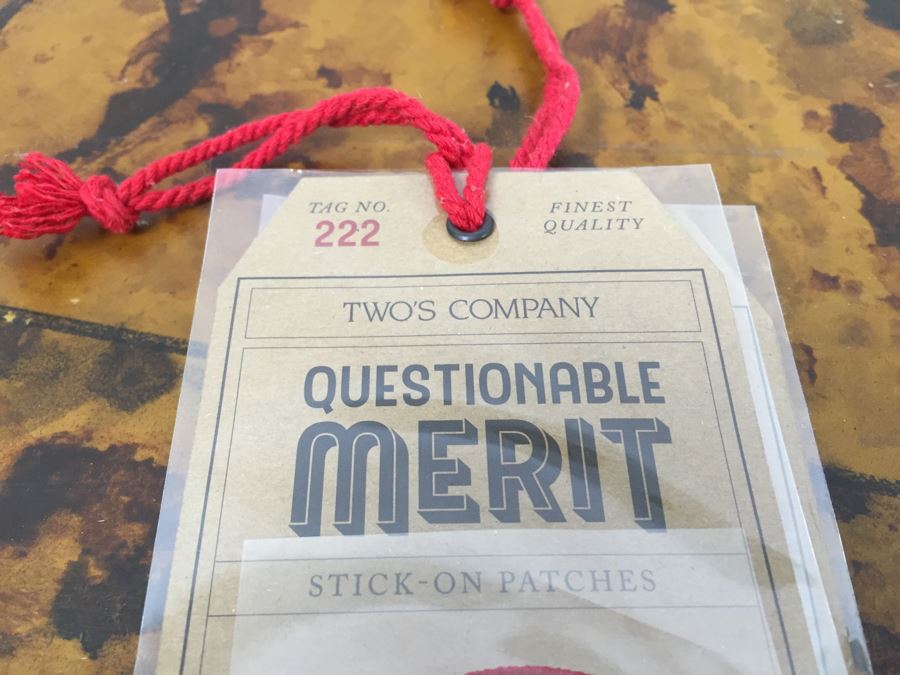 TAG NO.
222
FINEST
QUALITY
TWO'S COMPANY
QUESTIONABLE
MERIT
STICK-ON PATCHES